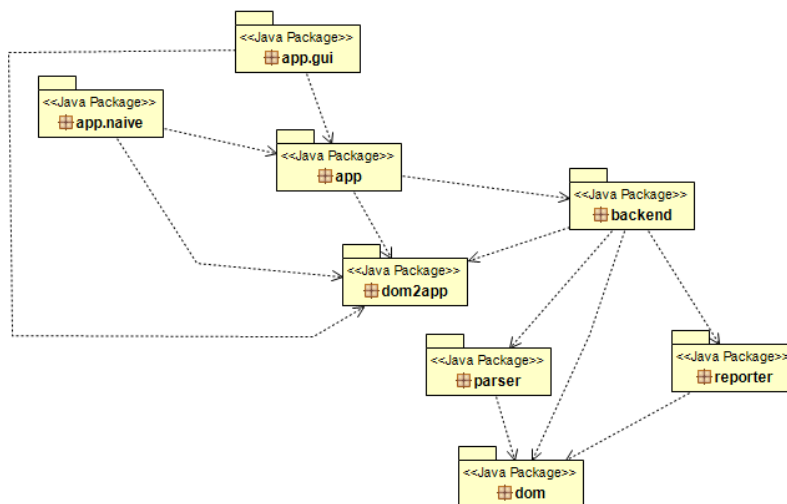 <<Java Package>>
app.gui
<<Java Package>>
app.naive
<<Java Package>>
app
<<Java Package>>
backend
<<Java Package>>
dom2app
<<Java Package>>
parser
<<Java Package>>
reporter
<<Java Package>>
dom